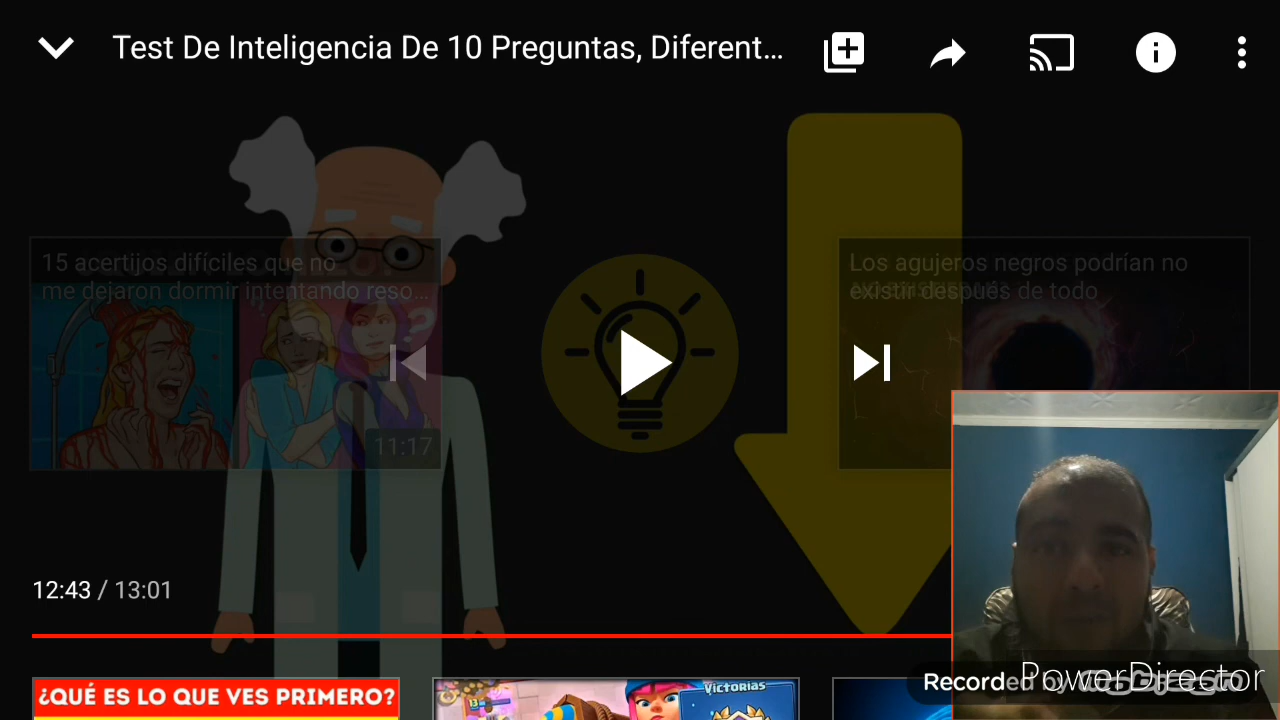 Test De Inteligencia De 10 Preguntas, Diferent...
15 acertijos difíciles que no
me dejaron dormir intentando reso...
Los agujeros negros podrían no
existir después de todo
11:17
12:43 / 13:01
¿QUÉ ES LO QUE VES PRIMERO?
Victorias
Recorded by
PowerDirector